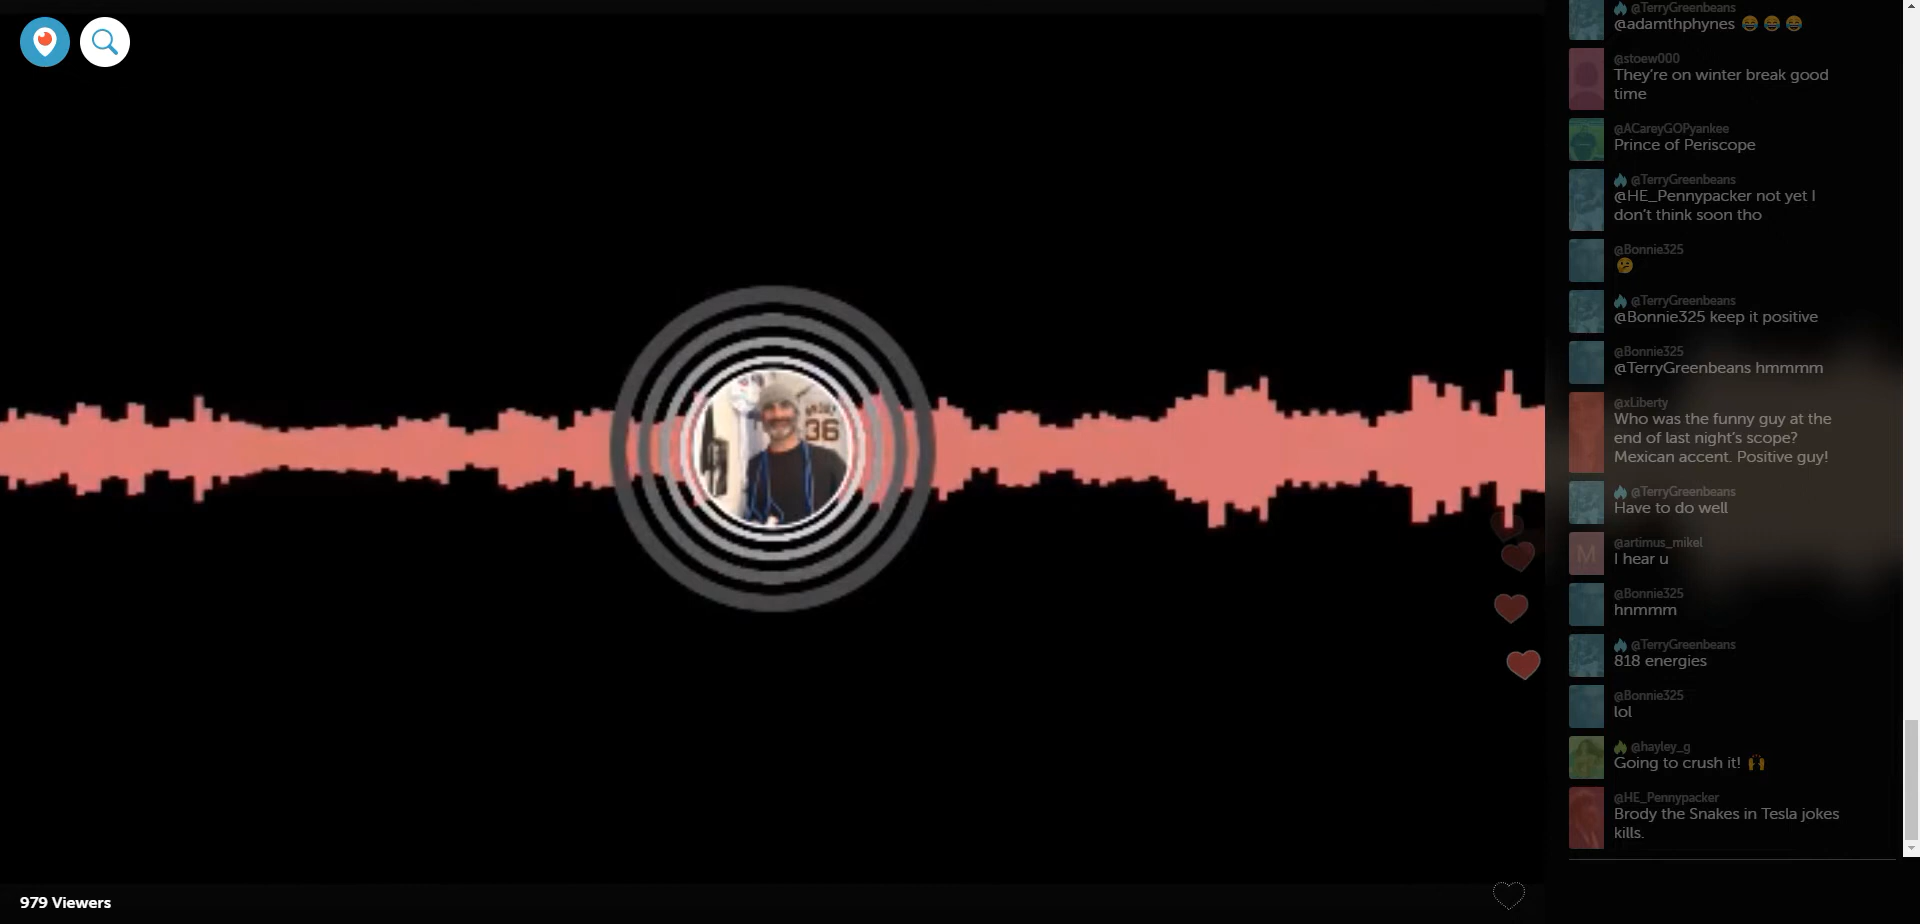 @TerryGreenbeans
@adamthphynes 😂 😂 😂
@stoew000
They're on winter break good
time
@ACareyGOPyankee
Prince of Periscope
@TerryGreenbeans
@HE_Pennypacker not yet I
don't think soon tho
@Bonnie325
🤔
@TerryGreenbeans
@Bonnie325 keep it positive
@Bonnie325
@TerryGreenbeans hmmmm
@xLiberty
Who was the funny guy at the
end of last night's scope?
Mexican accent. Positive guy!
@TerryGreenbeans
Have to do well
@artimus_mikel
M
I hear u
@Bonnie325
hnmmm
@TerryGreenbeans
818 energies
@Bonnie325
lol
@hayley_g
Going to crush it! 🙌
@HE_Pennypacker
Brody the Snakes in Tesla jokes
kills.
36
979 Viewers